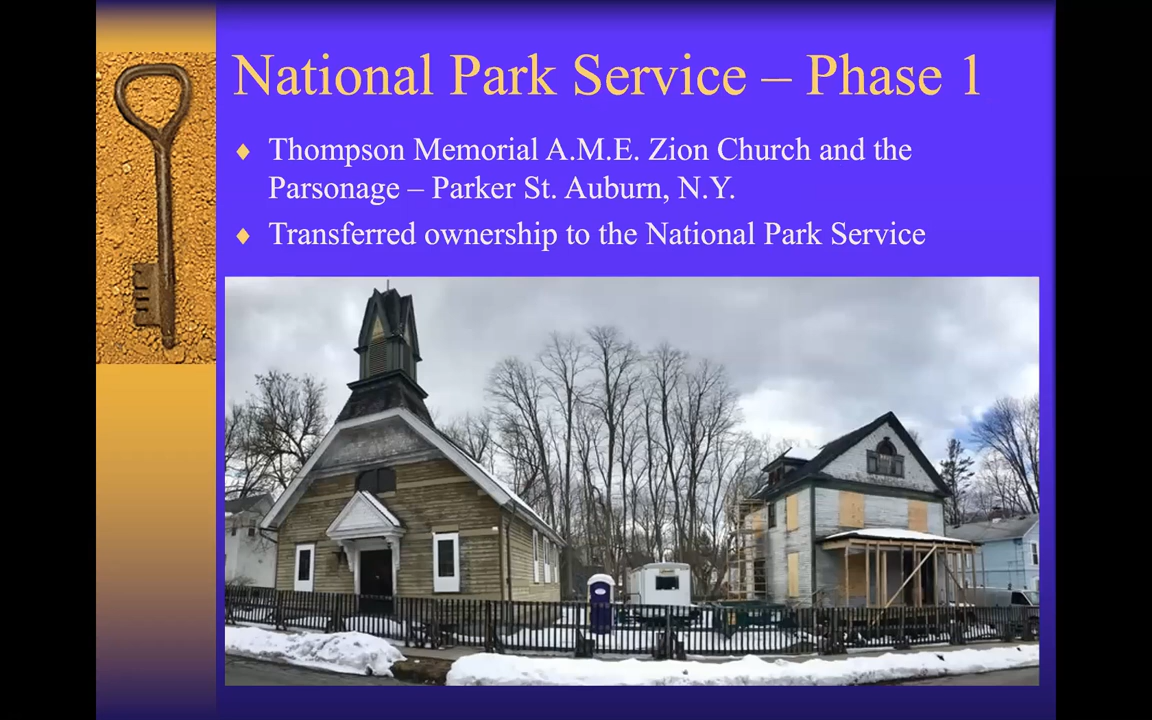 National Park Service – Phase 1
Thompson Memorial A.M.E. Zion Church and the
Parsonage – Parker St. Auburn, N.Y.
Transferred ownership to the National Park Service